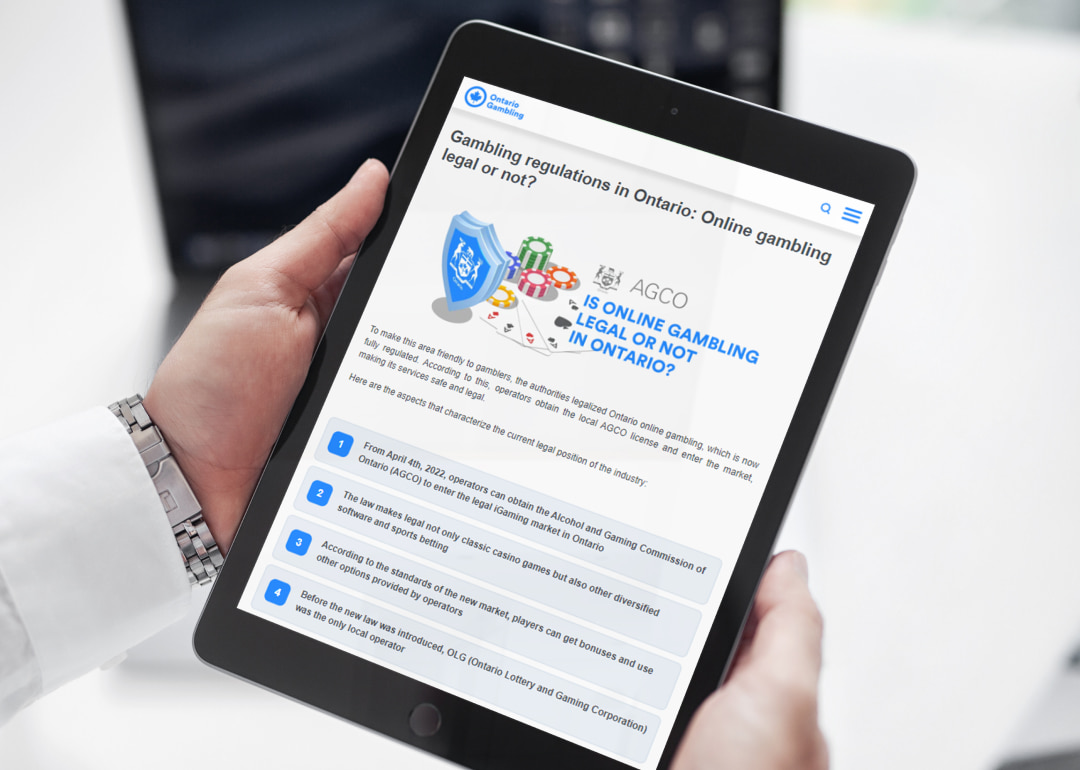 Ontario
Gambling
Gambling regulations in Ontario: Online gambling
legal or not?
AGCO
IS ONLINE GAMBLING
LEGAL OR NOT
IN ONTARIO?
To make this area friendly to gamblers, the authorities legalized Ontario online gambling, which is now
fully regulated. According to this, operators obtain the local AGCO license and enter the market,
making its services safe and legal.
Here are the aspects that characterize the current legal position of the industry:
1
From April 4th, 2022, operators can obtain the Alcohol and Gaming Commission of
Ontario (AGCO) to enter the legal iGaming market in Ontario
2
The law makes legal not only classic casino games but also other diversified
software and sports betting
3
According to the standards of the new market, players can get bonuses and use
other options provided by operators
4
Before the new law was introduced, OLG (Ontario Lottery and Gaming Corporation)
was the only local operator